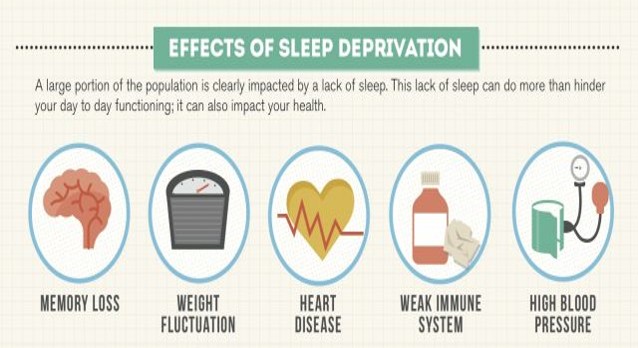 EFFECTS OF SLEEP DEPRIVATION
A large portion of the population is clearly impacted by a lack of sleep. This lack of sleep can do more than hinder
your day to day functioning; it can also impact your health.
MEMORY LOSS
WEIGHT
FLUCTUATION
HEART
DISEASE
WEAK IMMUNE
SYSTEM
HIGH BLOOD
PRESSURE